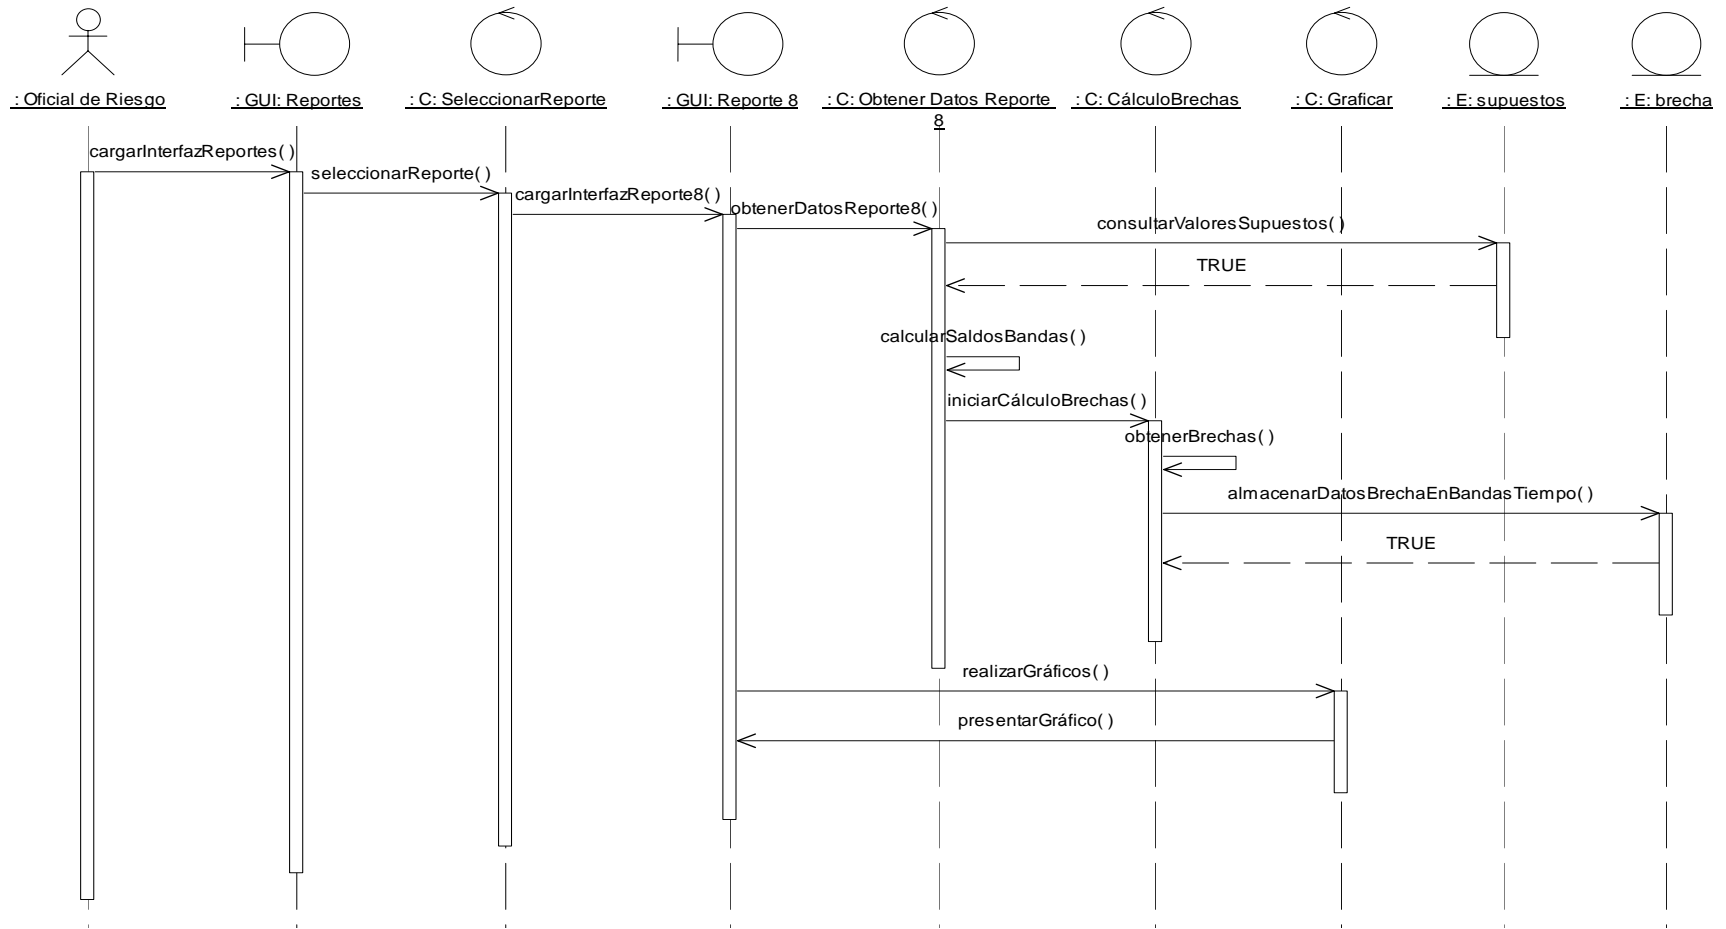 : Oficial de Riesgo
: GUI: Reportes
: C: SeleccionarReporte
: GUI: Reporte 8
: C: Obtener Datos Reporte
8
: C: CálculoBrechas
: C: Graficar
: E: supuestos
: E: brecha
cargarInterfazReportes( )
seleccionarReporte( )
cargarInterfazReporte8( )
obtenerDatosReporte8( )
consultarValoresSupuestos( )
TRUE
calcularSaldosBandas( )
iniciarCálculoBrechas( )
obtenerBrechas( )
almacenarDatosBrechaEnBandasTiempo( )
TRUE
realizarGráficos( )
presentarGráfico( )